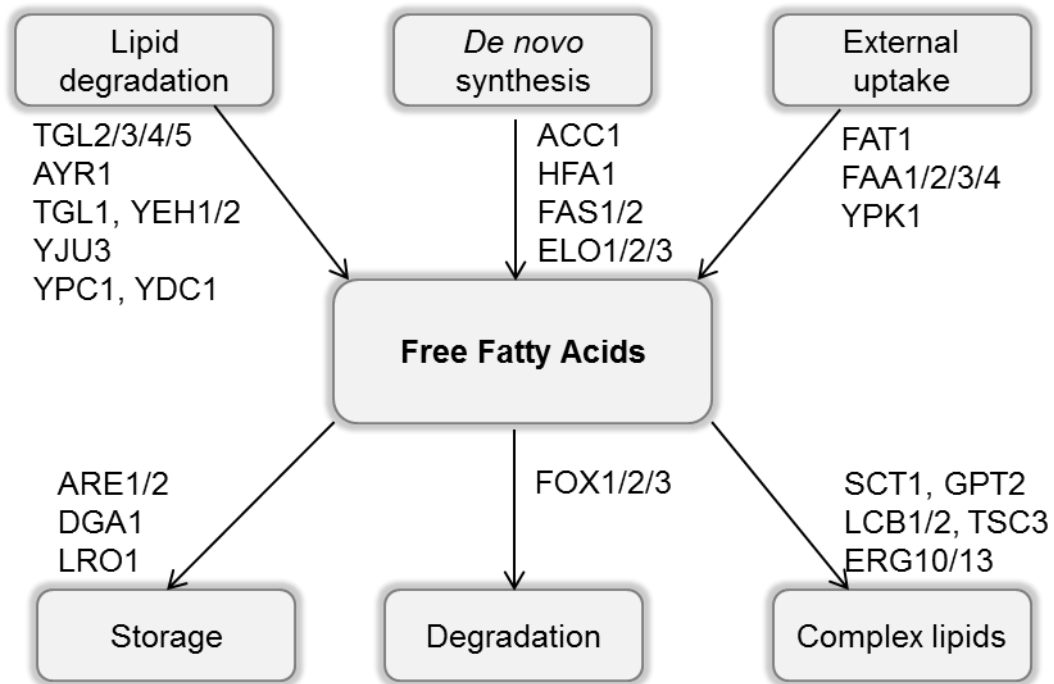 Lipid
degradation
De novo
synthesis
External
uptake
TGL2/3/4/5
AYR1
TGL1, YEH1/2
YJU3
YPC1, YDC1
ACC1
HFA1
FAS1/2
ELO1/2/3
FAT1
FAA1/2/3/4
YPK1
Free Fatty Acids
ARE1/2
DGA1
LRO1
FOX1/2/3
SCT1, GPT2
LCB1/2, TSC3
ERG10/13
Storage
Degradation
Complex lipids